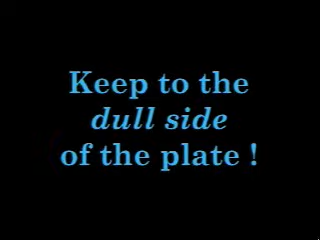 Keep to the
dull side
of the plate !